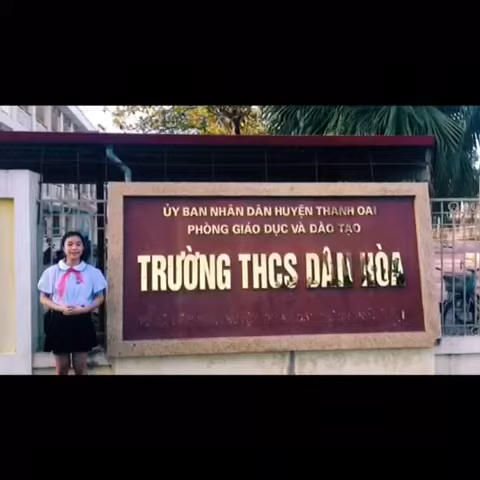 ỦY BAN NHÂN DÂN HUYỆN THANH OAI
PHÒNG GIÁO DỤC VÀ ĐÀO TẠO
TRƯỜNG THCS DÂN HÒA